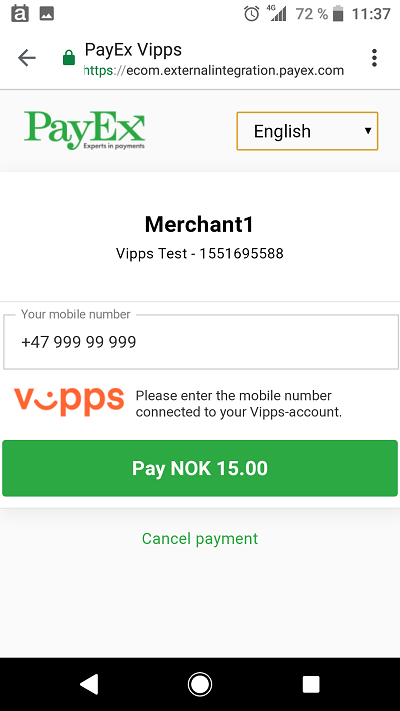 a 4G 72 % 11:37
PayEx Vipps
https://ecom.externalintegration.payex.com
PayEx
Experts in payments
English
Merchant1
Vipps Test - 1551695588
Your mobile number
+47 999 99 999
vipps
Please enter the mobile number
connected to your Vipps-account.
Pay NOK 15.00
Cancel payment